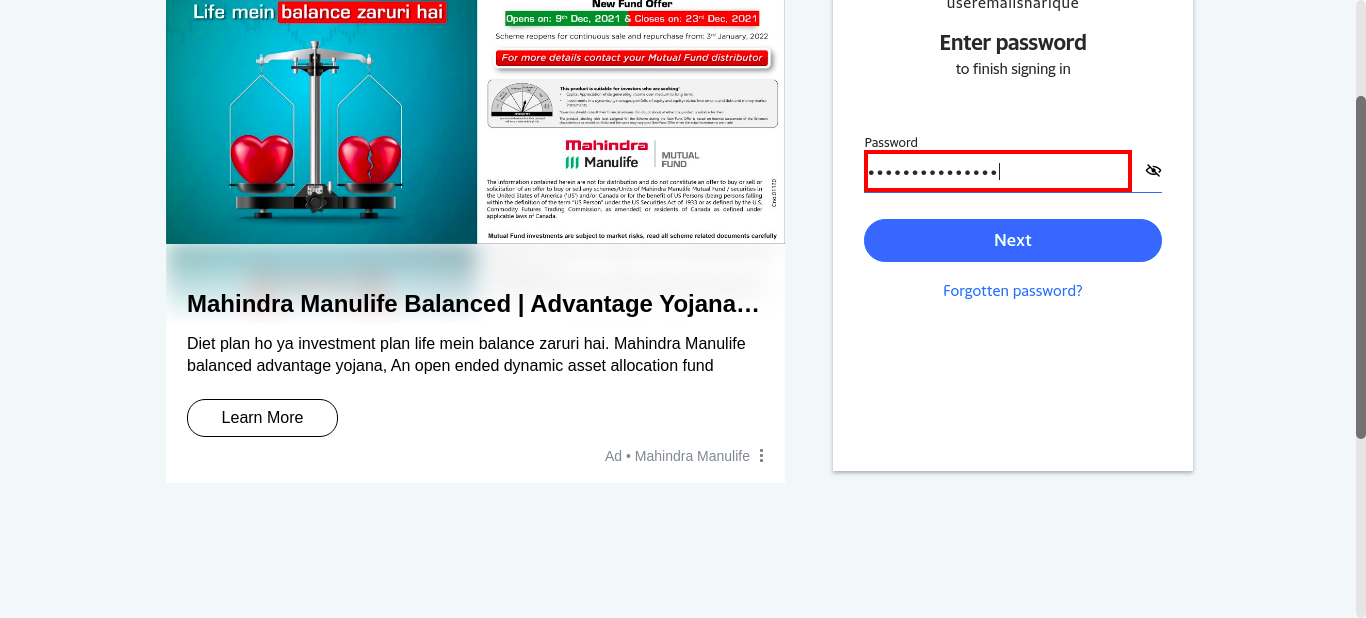 Life mein balance zaruri hai
New Fund Offer
Opens on: 9th Dec, 2021 & Closes on: 23rd Dec, 2021
Scheme reopens for continuous sale and repurchase from: 3rd January, 2022
For more details contact your Mutual Fund distributor
This product is suitable for investors who are seeking*
Mahindra
Manulife
MUTUAL
FUND
The information contained herein are not for distribution and do not constitute an offer to buy or sell or
solicitation of an offer to buy or sell any schemes/Units of Mahindra Manulife Mutual Fund / securities in
the United States of America ('US') and/or Canada or for the benefit of US Persons (being persons falling
within the definition of the term "US Person" under the US Securities Act of 1933 or as defined by the U.S.
Commodity Futures Trading Commission, as amended) or residents of Canada as defined under
applicable laws of Canada.
Mutual Fund investments are subject to market risks, read all scheme related documents carefully
Mahindra Manulife Balanced | Advantage Yojana…
Diet plan ho ya investment plan life mein balance zaruri hai. Mahindra Manulife
balanced advantage yojana, An open ended dynamic asset allocation fund
Learn More
Ad • Mahindra Manulife
useremailsharique
Enter password
to finish signing in
Password
Next
Forgotten password?